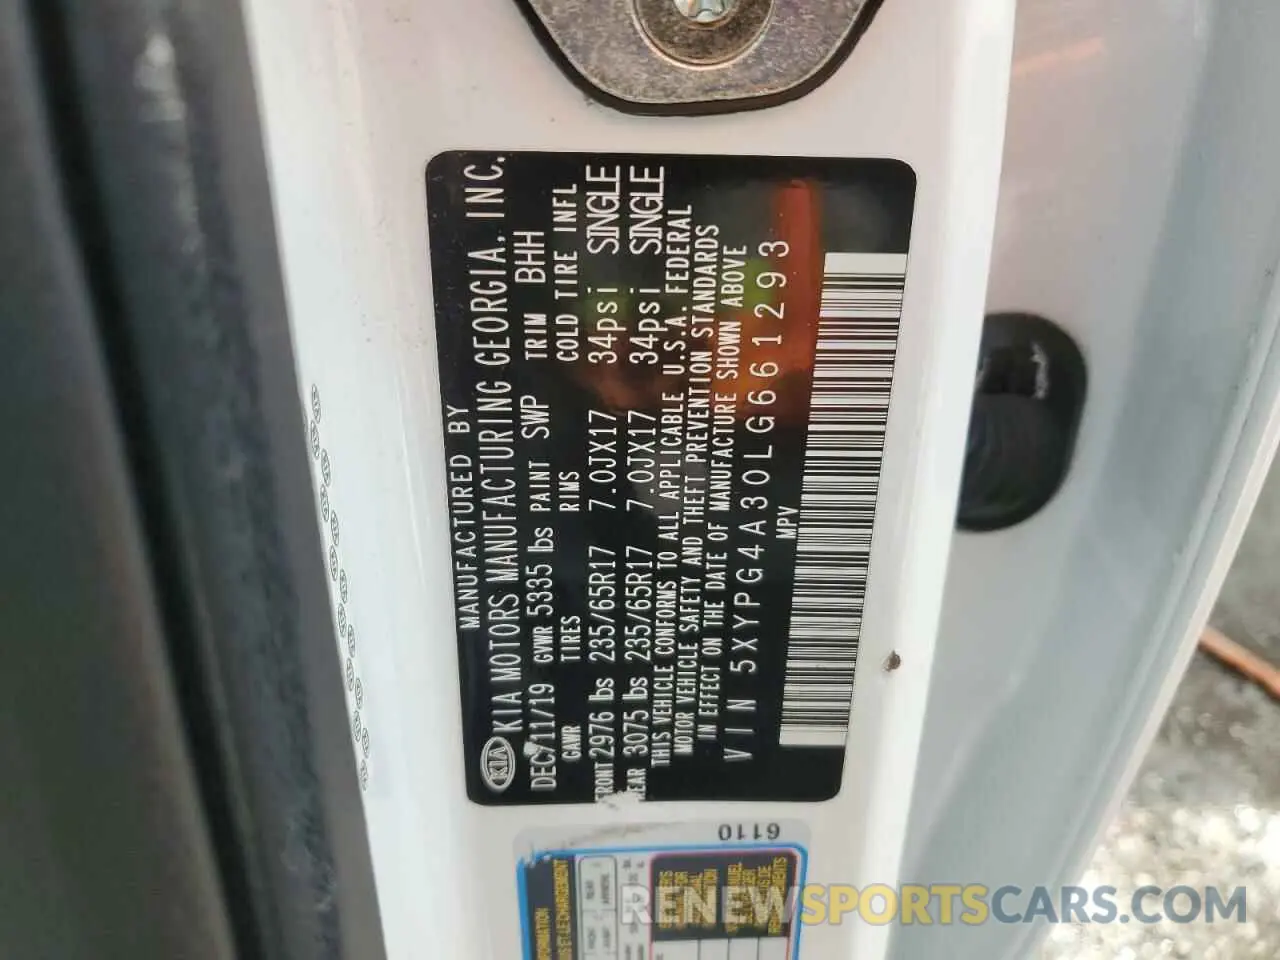 MANUFACTURED BY
KIA KIA MOTORS MANUFACTURING GEORGIA, INC.
DEC/11/19 GVWR 5335 lbs PAINT SWP TRIM BHH
GAWR TIRES RIMS COLD TIRE INFL
FRONT 2976 lbs 235/65R17 7.0JX17 34psi SINGLE
REAR 3075 lbs 235/65R17 7.0JX17 34psi SINGLE
THIS VEHICLE CONFORMS TO ALL APPLICABLE U.S.A. FEDERAL
MOTOR VEHICLE SAFETY AND THEFT PREVENTION STANDARDS
IN EFFECT ON THE DATE OF MANUFACTURE SHOWN ABOVE
VIN 5XYPG4A30LG661293
MPV
6110
RENEWSPORTSCARS.COM